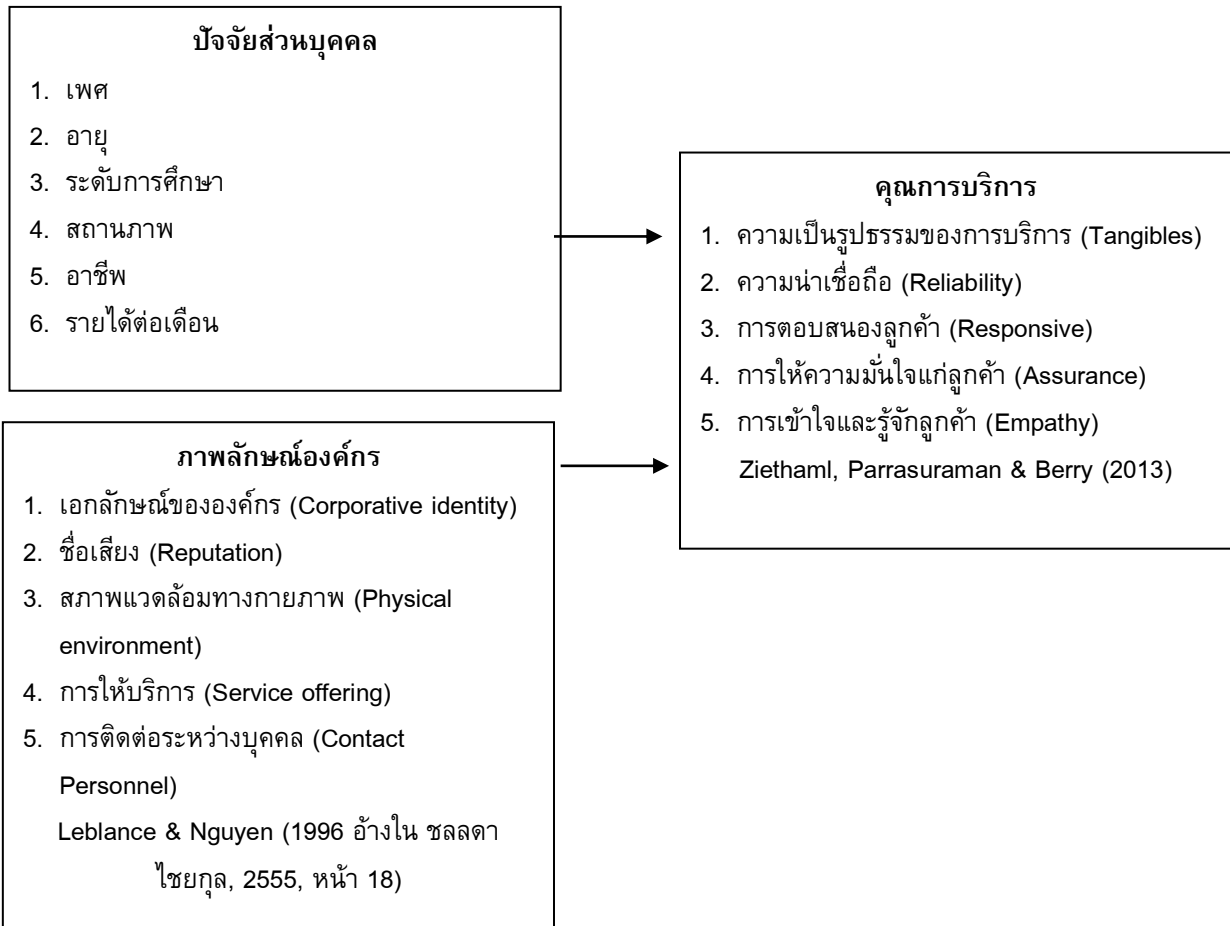 ปัจจัยส่วนบุคคล
1. เพศ
2. อายุ
3. ระดับการศึกษา
4. สถานภาพ
5. อาชีพ
6. รายได้ต่อเดือน
ภาพลักษณ์องค์กร
1. เอกลักษณ์ขององค์กร (Corporative identity)
2. ชื่อเสียง (Reputation)
3. สภาพแวดล้อมทางกายภาพ (Physical
environment)
4. การให้บริการ (Service offering)
5. การติดต่อระหว่างบุคคล (Contact
Personnel)
Leblance & Nguyen (1996 อ้างใน ชลลดา
ไชยกุล, 2555, หน้า 18)
คุณการบริการ
1. ความเป็นรูปธรรมของการบริการ (Tangibles)
2. ความน่าเชื่อถือ (Reliability)
3. การตอบสนองลูกค้า (Responsive)
4. การให้ความมั่นใจแก่ลูกค้า (Assurance)
5. การเข้าใจและรู้จักลูกค้า (Empathy)
Ziethaml, Parrasuraman & Berry (2013)